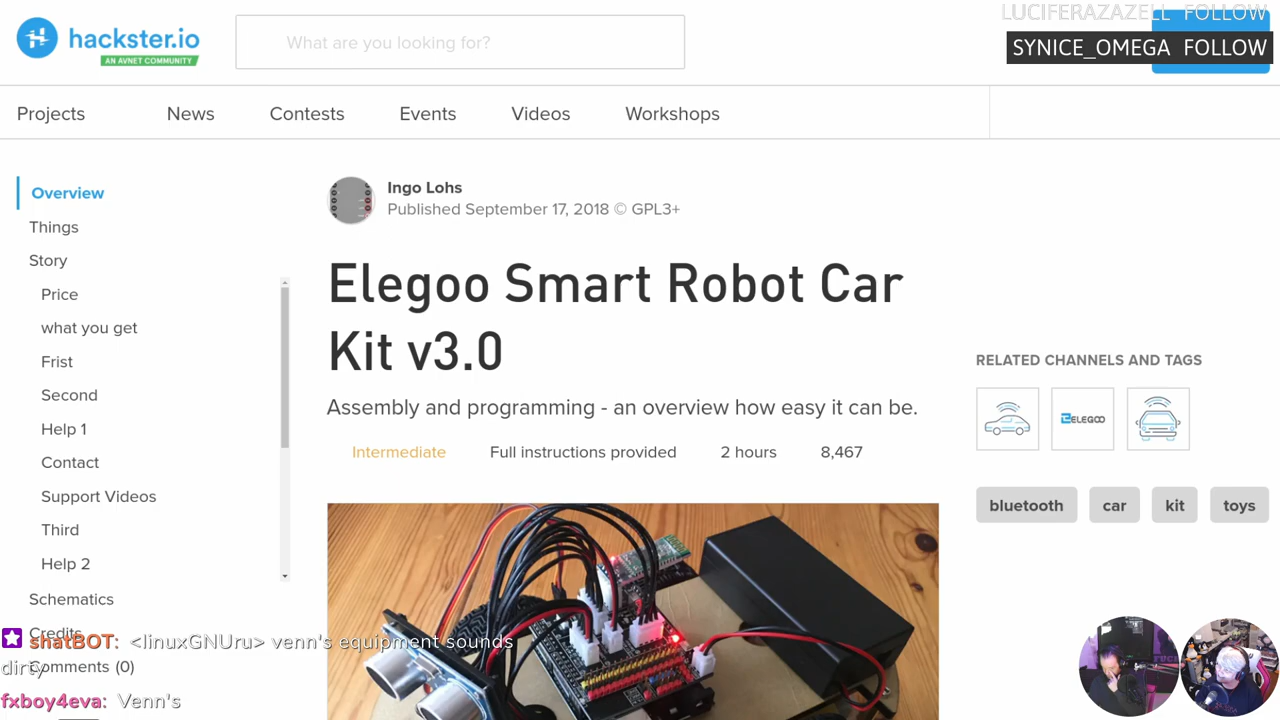 LUCIFERAZAZELL FOLLOW
hackster.io
AN AVNET COMMUNITY
What are you looking for?
SYNICE_OMEGA FOLLOW
Projects
News
Contests
Events
Videos
Workshops
Overview
Things
Story
Price
what you get
Frist
Second
Help 1
Contact
Support Videos
Third
Help 2
Schematics
Credits
Comments (0)
Ingo Lohs
Published September 17, 2018 © GPL3+
Elegoo Smart Robot Car
Kit v3.0
Assembly and programming - an overview how easy it can be.
Intermediate
Full instructions provided
2 hours
8,467
RELATED CHANNELS AND TAGS
ELEGOO
bluetooth
car
kit
toys
shatBOT: <linuxGNUru> venn's equipment sounds
dirty
fxboy4eva: Venn's